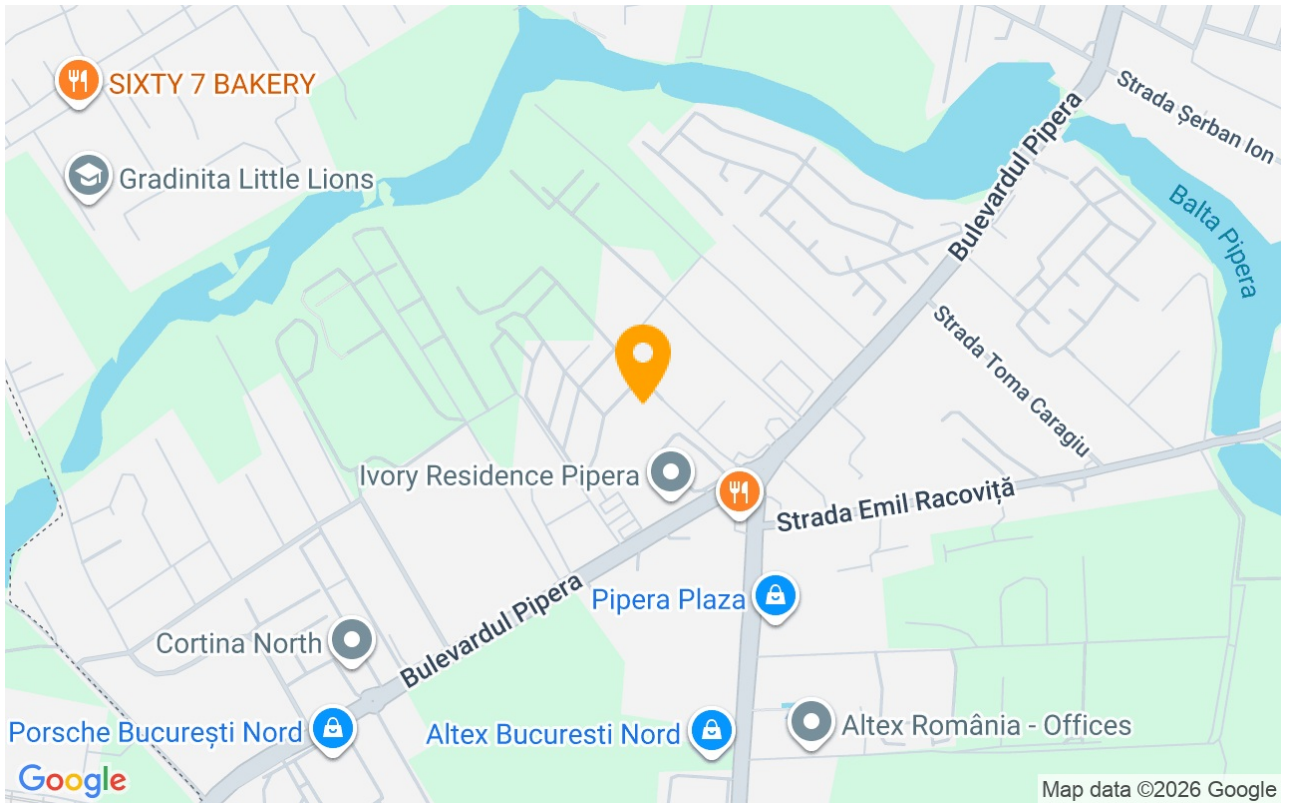 SIXTY 7 BAKERY
Gradinita Little Lions
Strada Șerban Ion
Bulevardul Pipera
Balta Pipera
Strada Toma Caragiu
Ivory Residence Pipera
Strada Emil Racoviță
Bulevardul Pipera
Pipera Plaza
Cortina North
Porsche București Nord
Altex Bucuresti Nord
Altex România - Offices
Google
Map data ©2026 Google